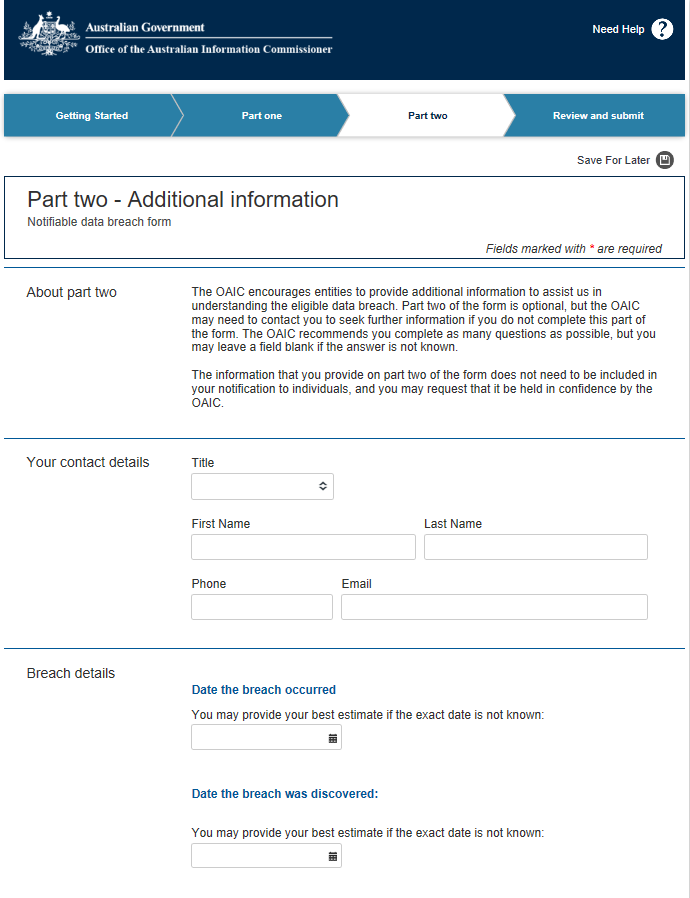 Australian Government
Office of the Australian Information Commissioner
Need Help ?
Getting Started
Part one
Part two
Review and submit
Save For Later
Part two - Additional information
Notifiable data breach form
Fields marked with * are required
About part two
The OAIC encourages entities to provide additional information to assist us in
understanding the eligible data breach. Part two of the form is optional, but the OAIC
may need to contact you to seek further information if you do not complete this part of
the form. The OAIC recommends you complete as many questions as possible, but you
may leave a field blank if the answer is not known.
The information that you provide on part two of the form does not need to be included in
your notification to individuals, and you may request that it be held in confidence by the
OAIC.
Your contact details
Title
First Name
Last Name
Phone
Email
Breach details
Date the breach occurred
You may provide your best estimate if the exact date is not known:
Date the breach was discovered:
You may provide your best estimate if the exact date is not known: